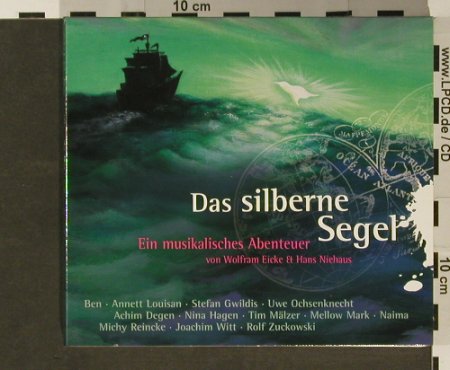 10 cm
Das silberne
Segel
Ein musikalisches Abenteuer
von Wolfram Eicke & Hans Niehaus
Ben · Annett Louisan · Stefan Gwildis · Uwe Ochsenknecht
Achim Degen · Nina Hagen · Tim Mälzer · Mellow Mark · Naima
Michy Reincke · Joachim Witt · Rolf Zuckowski
10 cm
www.LPCD.de / CD